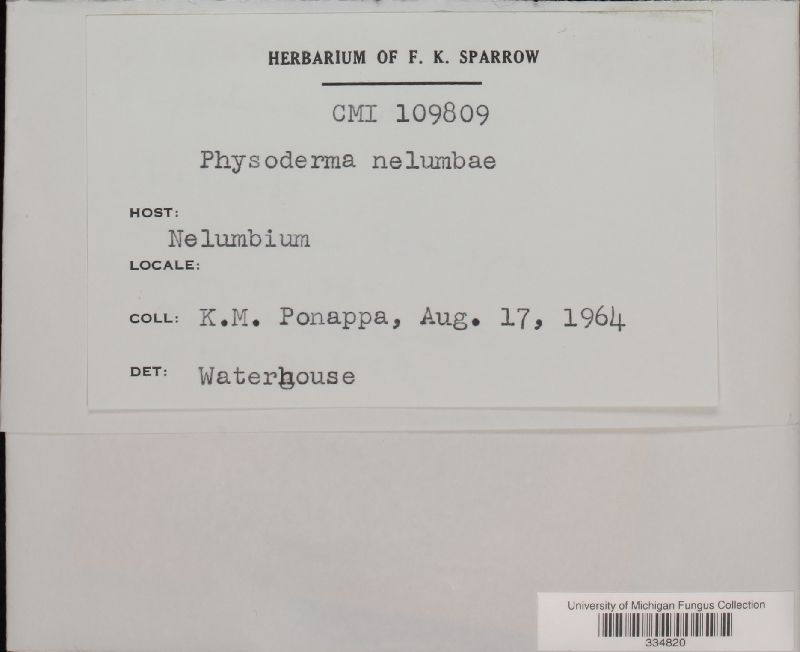 HERBARIUM OF F. K. SPARROW
CMI 109809
Physoderma nelumbae
HOST:
Nelumbium
LOCALE:
COLL: K.M. Ponappa, Aug. 17, 1964
DET: Waterhouse
University of Michigan Fungus Collection
334820